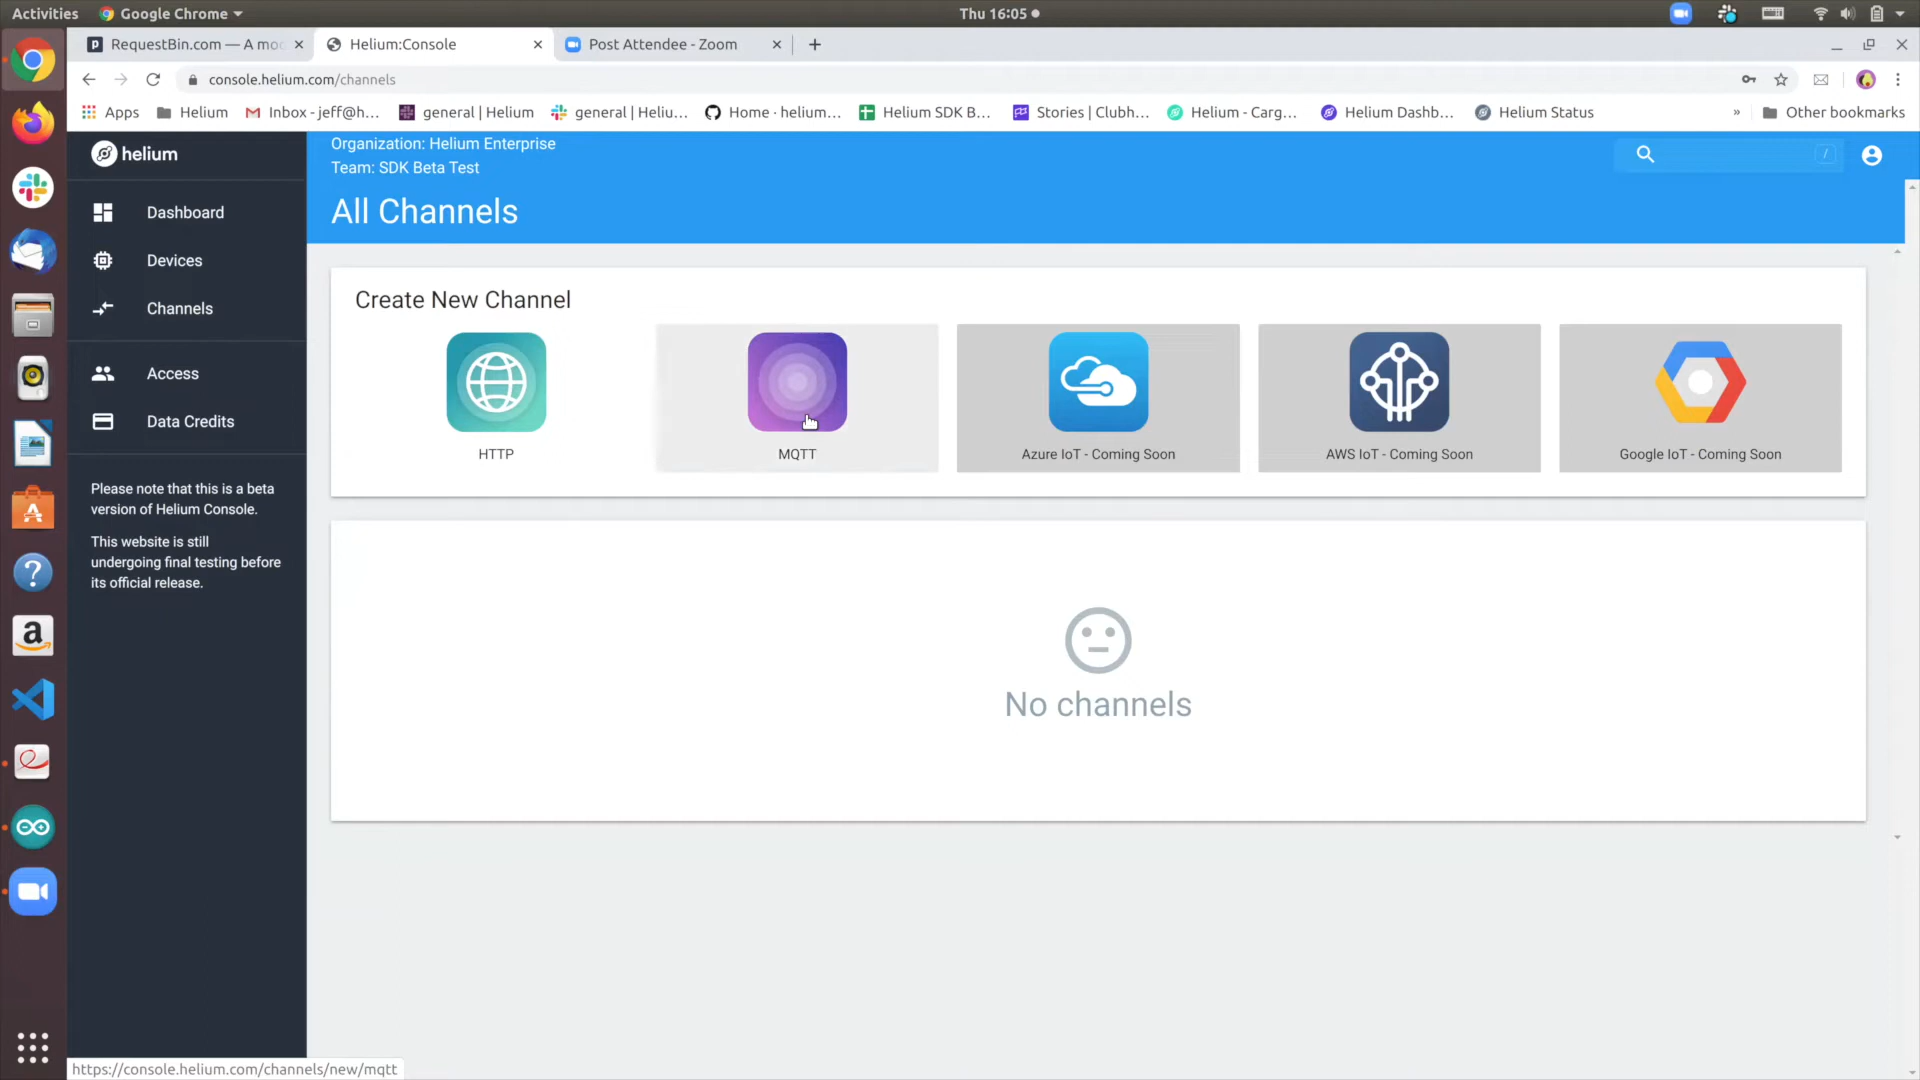 Activities
Google Chrome
Thu 16:05
RequestBin.com — A mo
Helium:Console
Post Attendee - Zoom
console.helium.com/channels
Apps
Helium
Inbox - jeff@h...
general | Helium
general | Heliu...
Home · helium...
Helium SDK B...
Stories | Clubh...
Helium - Carg...
Helium Dashb...
Helium Status
»
Other bookmarks
helium
Organization: Helium Enterprise
Team: SDK Beta Test
/
All Channels
Dashboard
Devices
Channels
Access
Data Credits
Please note that this is a beta
version of Helium Console.
This website is still
undergoing final testing before
its official release.
Create New Channel
HTTP
MQTT
Azure IoT - Coming Soon
AWS IoT - Coming Soon
Google IoT - Coming Soon
No channels
https://console.helium.com/channels/new/mqtt